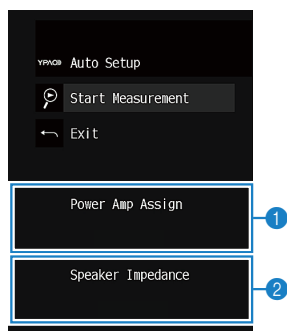 YPAO Auto Setup
Start Measurement
Exit
Power Amp Assign
1
Speaker Impedance
2